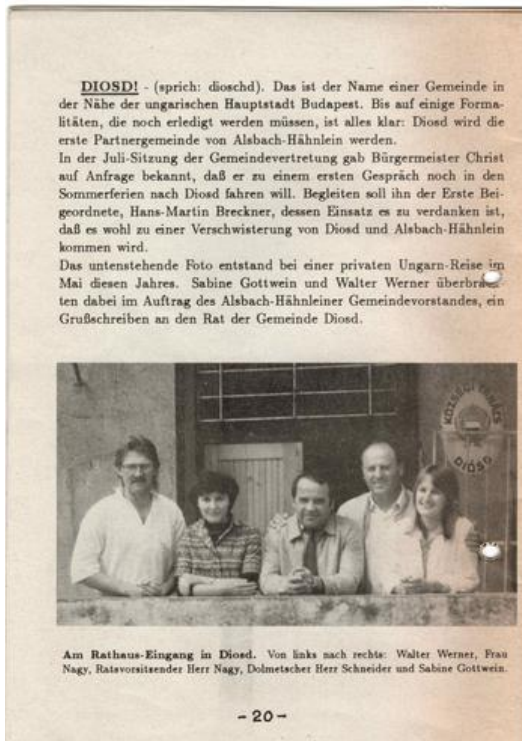 DIOSD! - (sprich: dioschd). Das ist der Name einer Gemeinde in
der Nähe der ungarischen Hauptstadt Budapest. Bis auf einige Forma-
litäten, die noch erledigt werden müssen, ist alles klar: Diosd wird die
erste Partnergemeinde von Alsbach-Hähnlein werden.
In der Juli-Sitzung der Gemeindevertretung gab Bürgermeister Christ
auf Anfrage bekannt, daß er zu einem ersten Gespräch noch in den
Sommerferien nach Diosd fahren will. Begleiten soll ihn der Erste Bei-
geordnete, Hans-Martin Breckner, dessen Einsatz es zu verdanken ist,
daß es wohl zu einer Verschwisterung von Diosd und Alsbach-Hähnlein
kommen wird.
Das untenstehende Foto entstand bei einer privaten Ungarn-Reise im
Mai diesen Jahres. Sabine Gottwein und Walter Werner
ten dabei im Auftrag des Alsbach-Hähnleiner Gemeindevorstandes, ein
Grußschreiben an den Rat der Gemeinde Diosd.
KÖZSÉGI TANÁCS
DIÓSD
Am Rathaus-Eingang in Diosd. Von links nach rechts: Walter Werner, Frau
Nagy, Ratsvorsitzender Herr Nagy, Dolmetscher Herr Schneider und Sabine Gottwein.
- 20 -